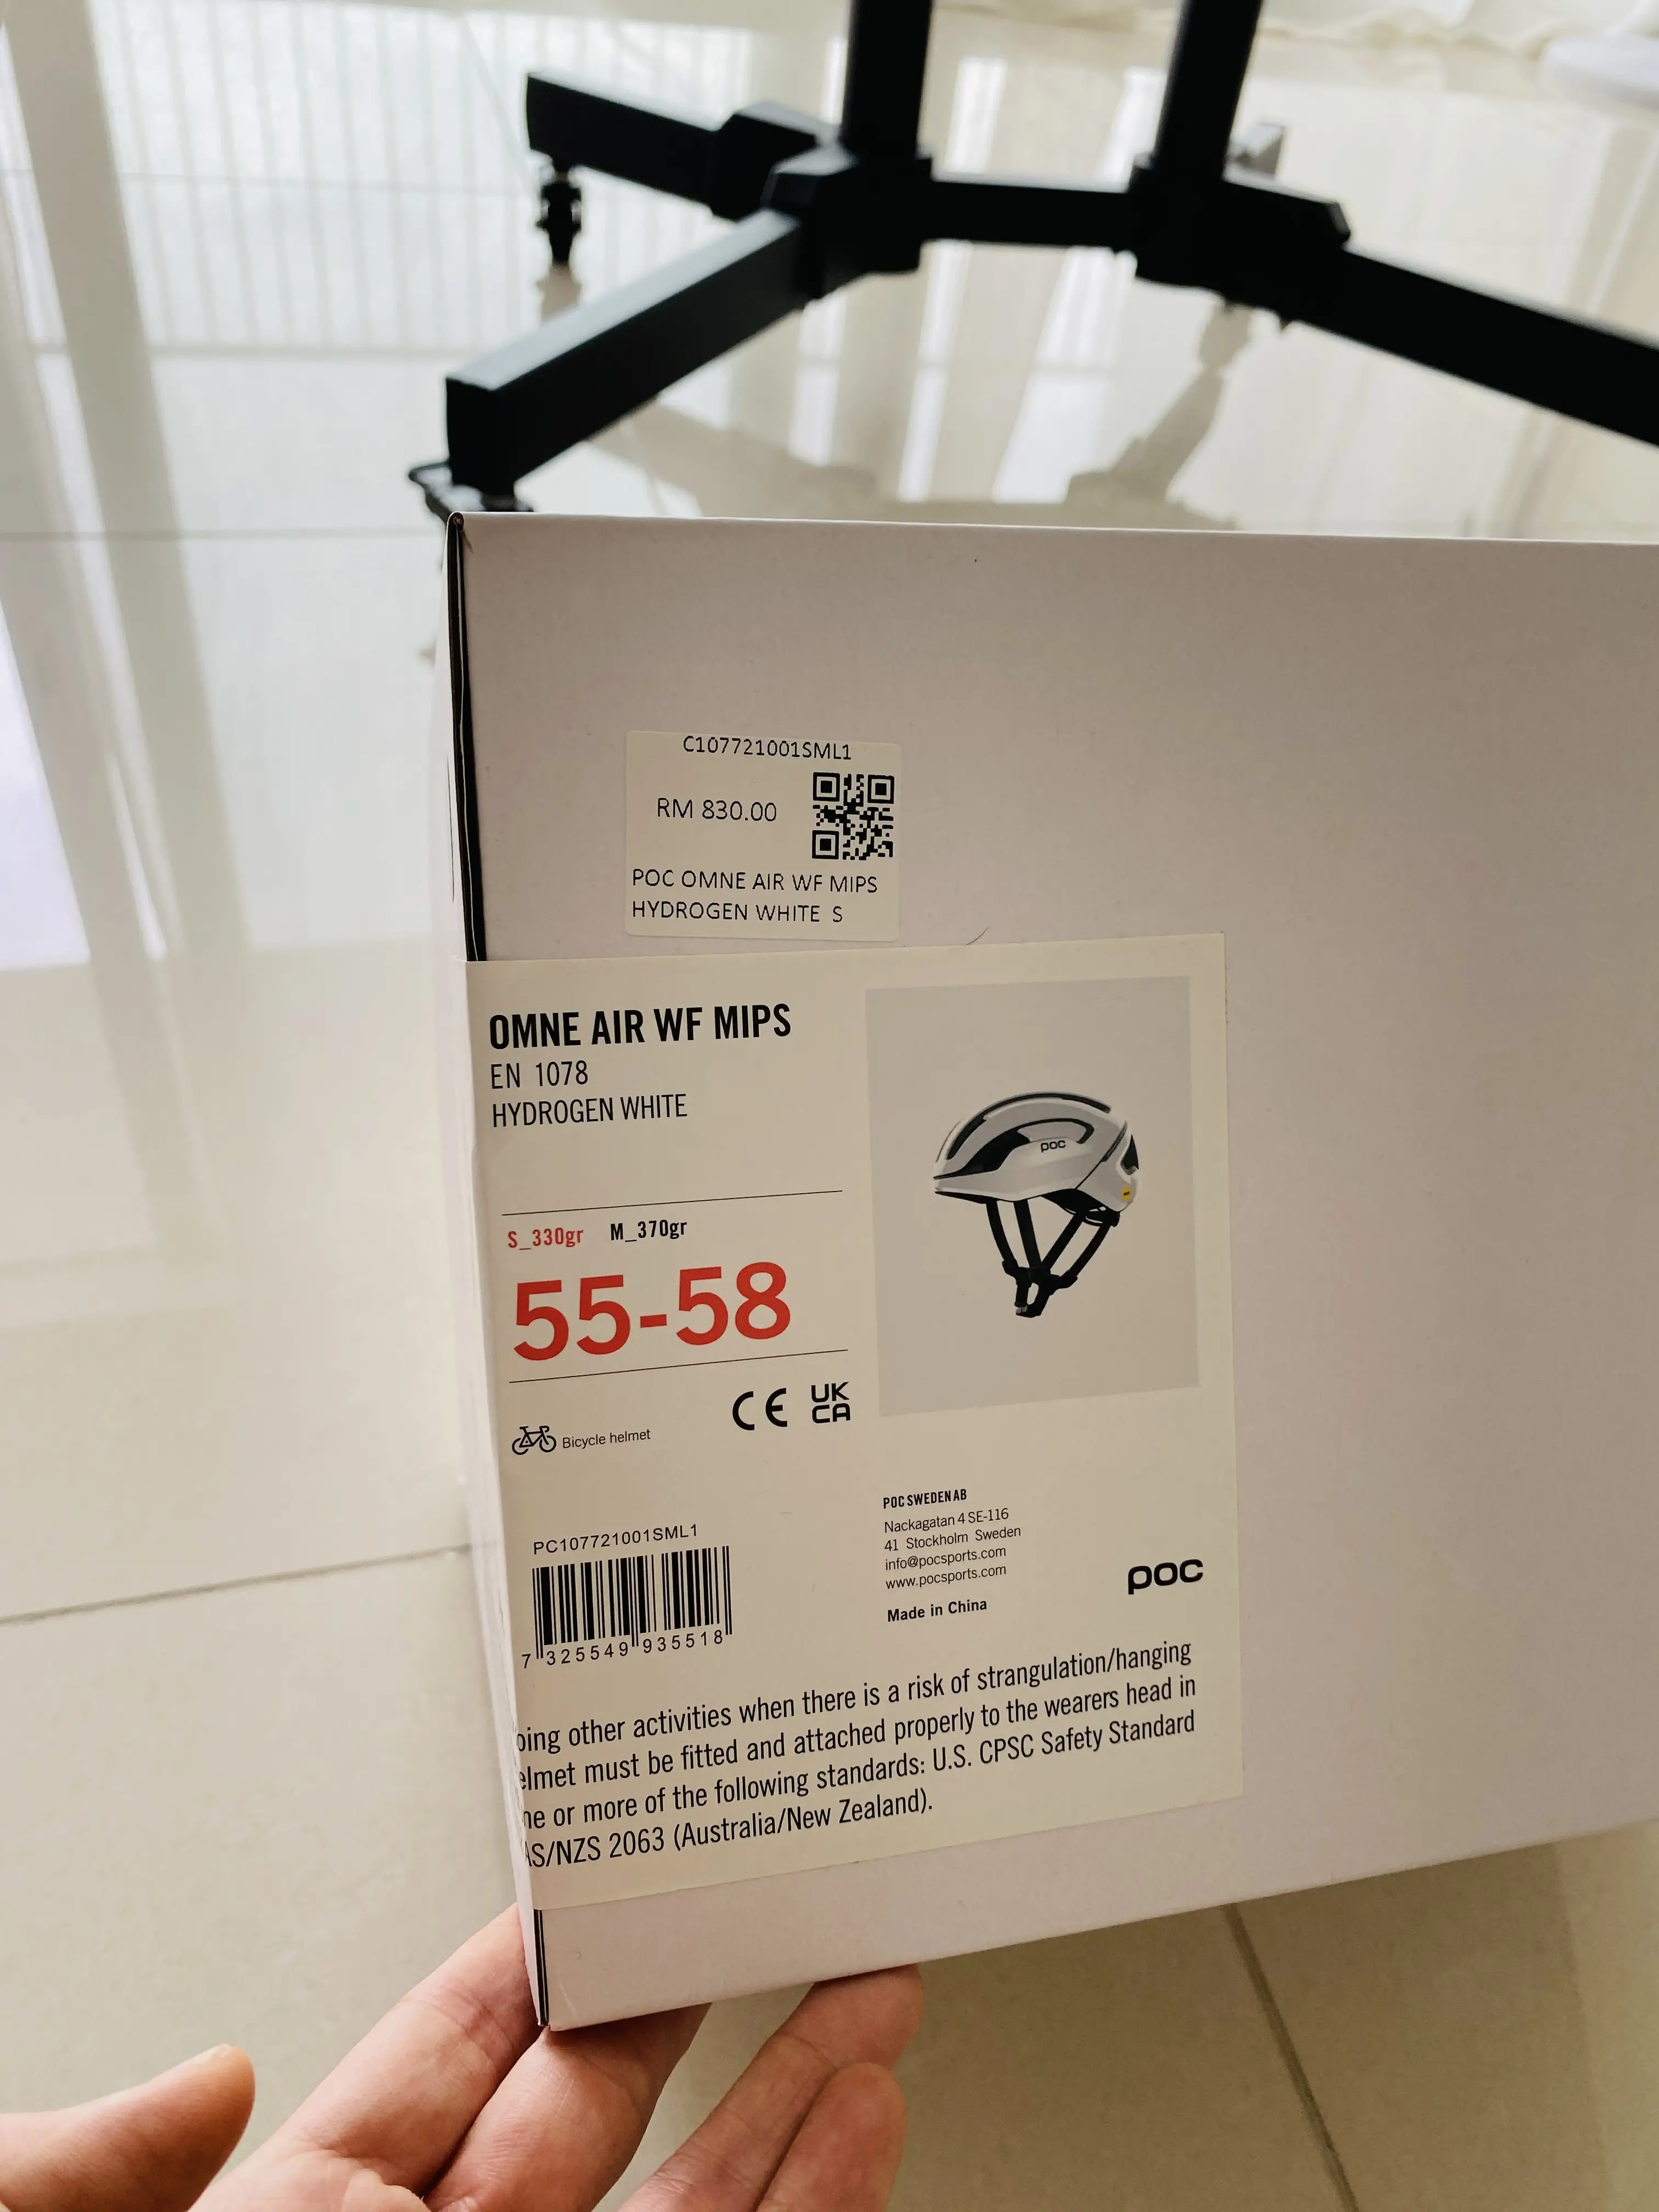 C107721001SML1
RM 830.00
POC OMNE AIR WF MIPS
HYDROGEN WHITE S
OMNE AIR WF MIPS
EN 1078
HYDROGEN WHITE
poc
S_330gr M_370gr
55-58
CE UK CA
Bicycle helmet
PC107721001SML1
7 325549 935518
POC SWEDEN AB
Nackagatan 4 SE-116
41 Stockholm Sweden
info@pocsports.com
www.pocsports.com
Made in China
poc
other activities when there is a risk of strangulation/hanging
must be fitted and attached properly to the wearers head in
or more of the following standards: U.S. CPSC Safety Standard
AS/NZS 2063 (Australia/New Zealand).